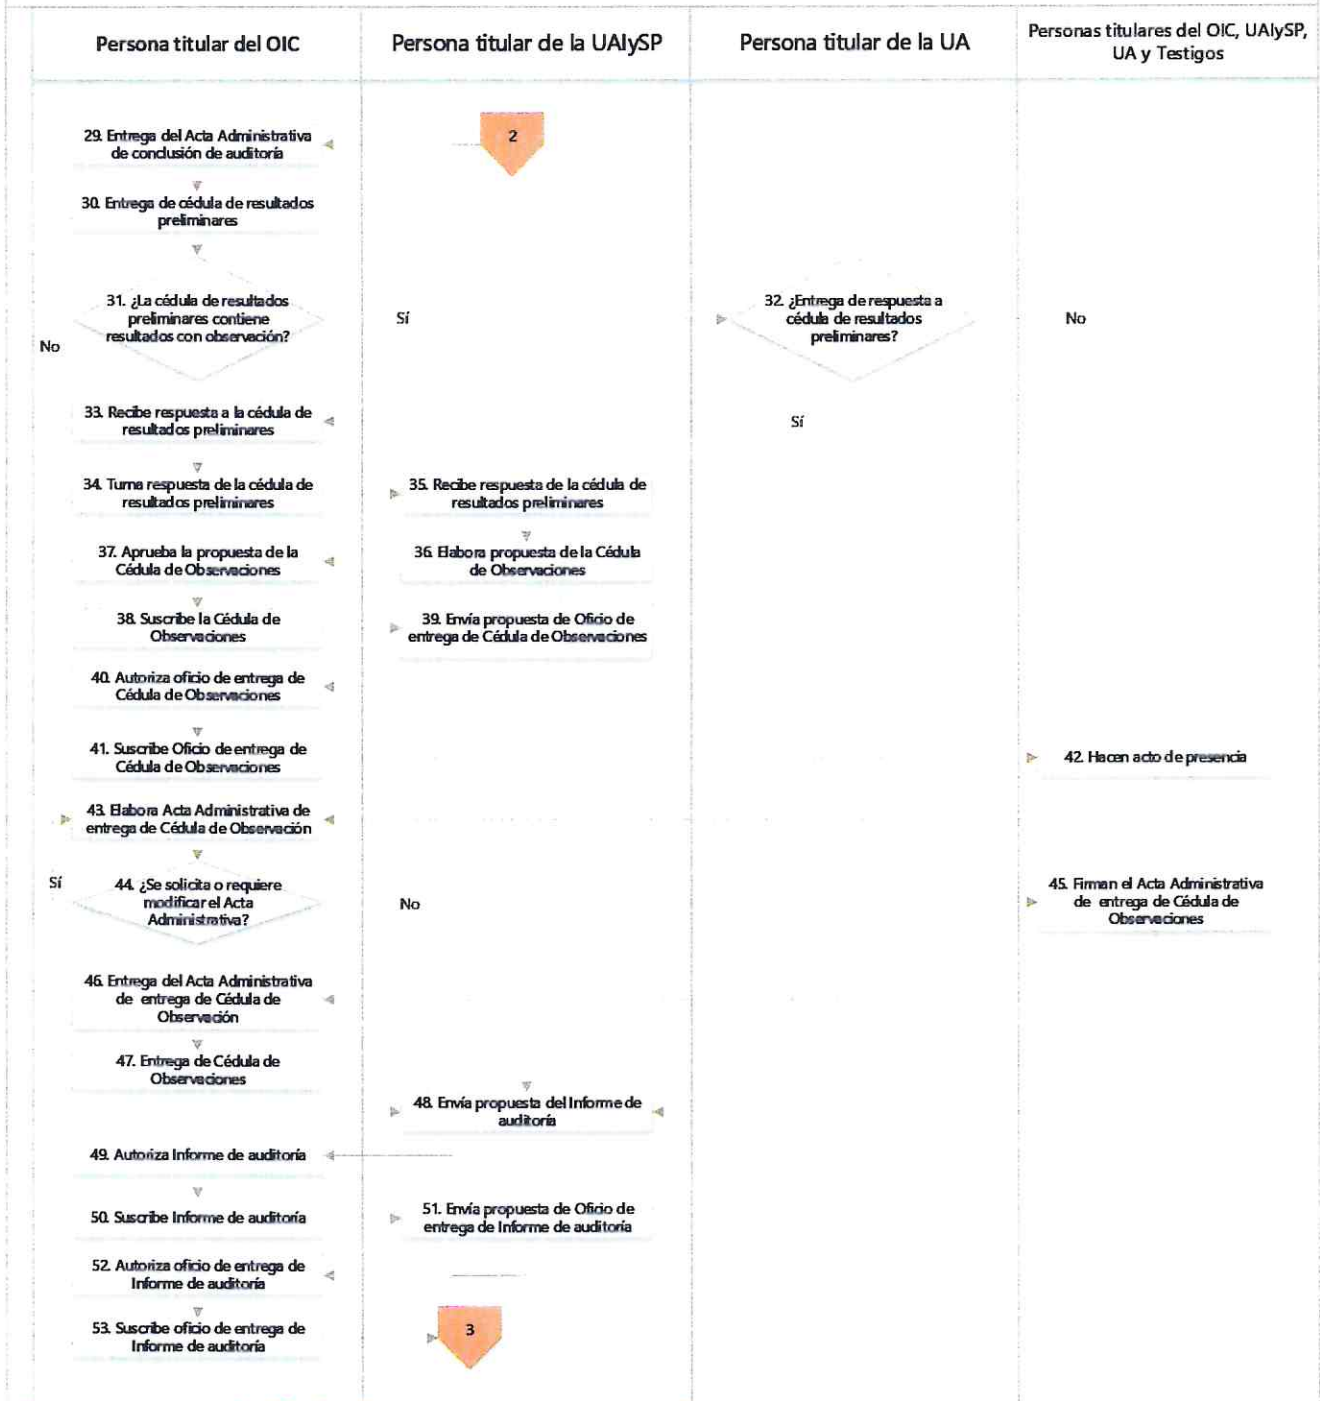 Persona titular del OIC
Persona titular de la UAIySP
Persona titular de la UA
Personas titulares del OIC, UAIySP,
UA y Testigos
29. Entrega del Acta Administrativa
de conclusión de auditoría
2
30. Entrega de cédula de resultados
preliminares
31. ¿La cédula de resultados
preliminares contiene
resultados con observación?
No
Sí
32. ¿Entrega de respuesta a
cédula de resultados
preliminares?
No
Sí
33. Recibe respuesta a la cédula de
resultados preliminares
34. Turna respuesta de la cédula de
resultados preliminares
35. Recibe respuesta de la cédula de
resultados preliminares
37. Aprueba la propuesta de la
Cédula de Observaciones
36. Elabora propuesta de la Cédula
de Observaciones
38. Suscribe la Cédula de
Observaciones
39. Envía propuesta de Oficio de
entrega de Cédula de Observaciones
40. Autoriza oficio de entrega de
Cédula de Observaciones
41. Suscribe Oficio de entrega de
Cédula de Observaciones
42. Hacen acto de presencia
43. Elabora Acta Administrativa de
entrega de Cédula de Observación
Sí
44. ¿Se solicita o requiere
modificar el Acta
Administrativa?
No
45. Firman el Acta Administrativa
de entrega de Cédula de
Observaciones
46. Entrega del Acta Administrativa
de entrega de Cédula de
Observación
47. Entrega de Cédula de
Observaciones
48. Envía propuesta del Informe de
auditoría
49. Autoriza Informe de auditoría
50. Suscribe Informe de auditoría
51. Envía propuesta de Oficio de
entrega de Informe de auditoría
52. Autoriza oficio de entrega de
Informe de auditoría
53. Suscribe oficio de entrega de
Informe de auditoría
3